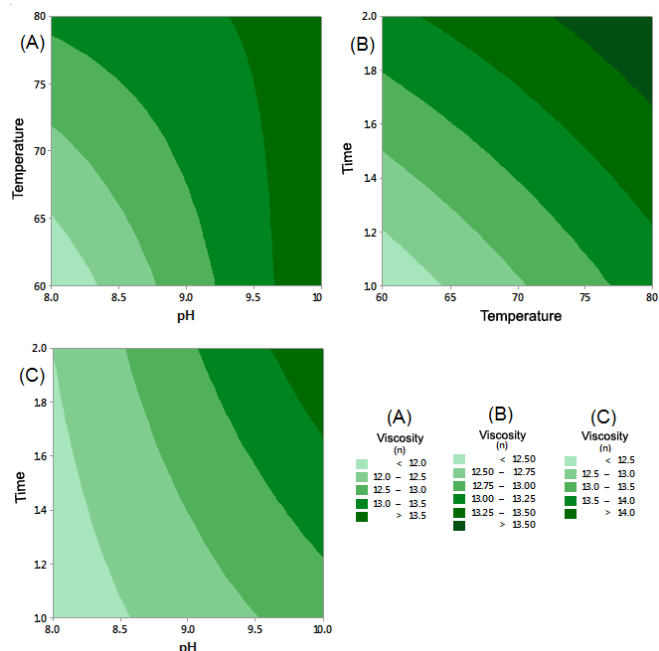 (A)
80
75
70
65
60
Temperature
8.0 8.5 9.0 9.5 10
pH
(B)
2.0
1.8
1.6
1.4
1.2
1.0
Time
60 65 70 75 80
Temperature
(C)
2.0
1.8
1.6
1.4
1.2
1.0
Time
8.0 8.5 9.0 9.5 10.0
pH
(A)
Viscosity
(n)
< 12.0
12.0 – 12.5
12.5 – 13.0
13.0 – 13.5
> 13.5
(B)
Viscosity
(n)
< 12.50
12.50 – 12.75
12.75 – 13.00
13.00 – 13.25
13.25 – 13.50
> 13.50
(C)
Viscosity
(n)
< 12.5
12.5 – 13.0
13.0 – 13.5
13.5 – 14.0
> 14.0